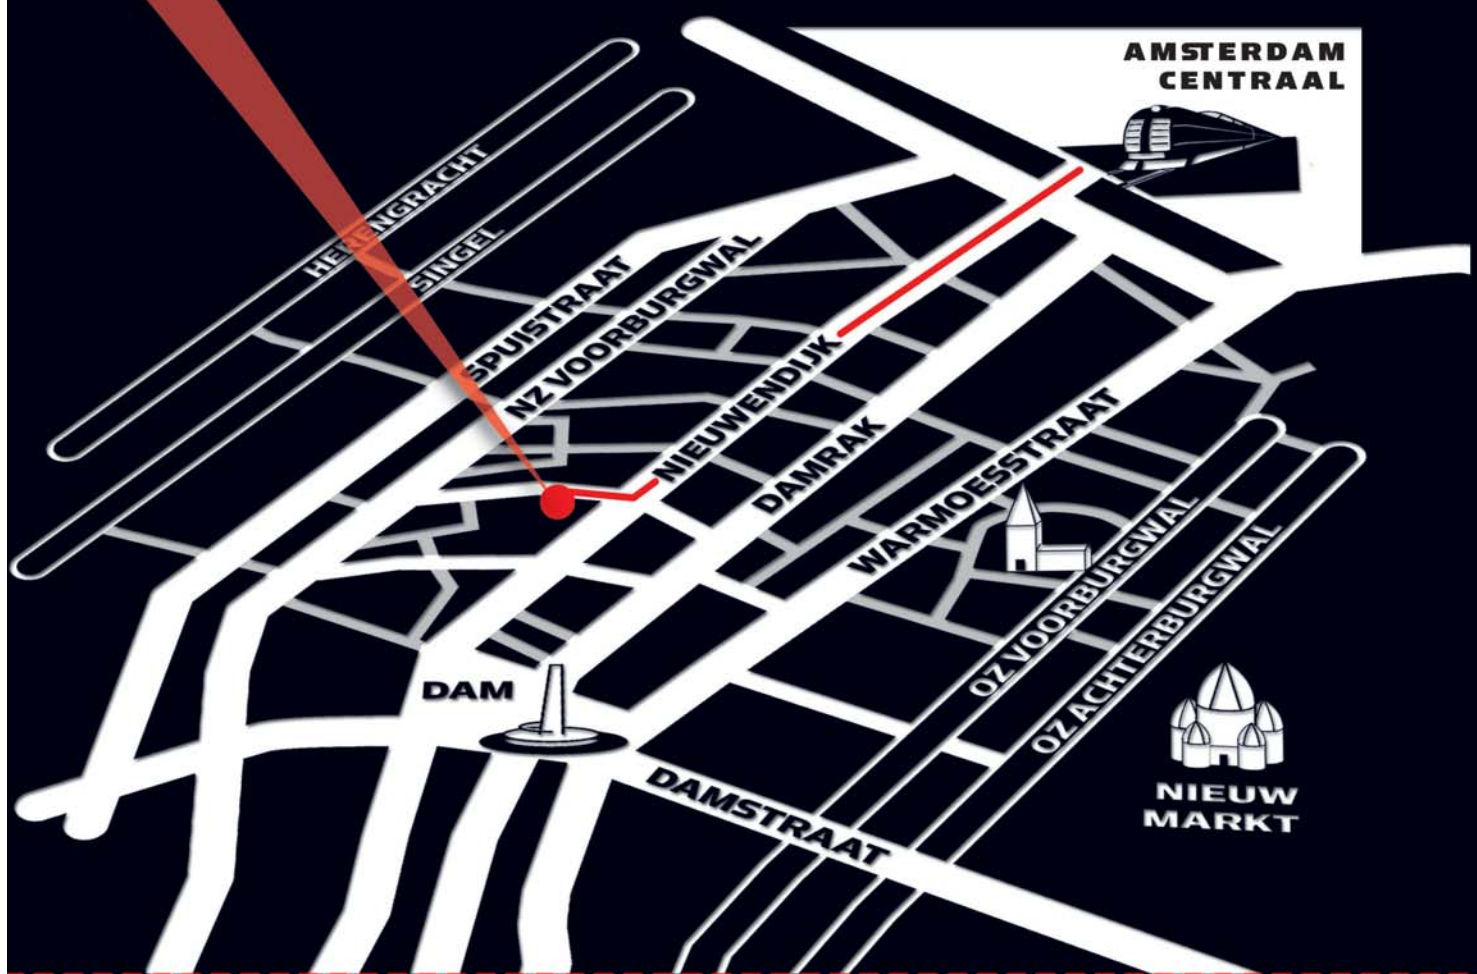 AMSTERDAM
CENTRAAL
HERENGRACHT
SINGEL
SPUISTRAAT
NZ VOORBURGWAL
NIEUWENDIJK
DAMRAK
WARMOESSTRAAT
OZ VOORBURGWAL
OZ ACHTERBURGWAL
DAM
DAMSTRAAT
NIEUW
MARKT